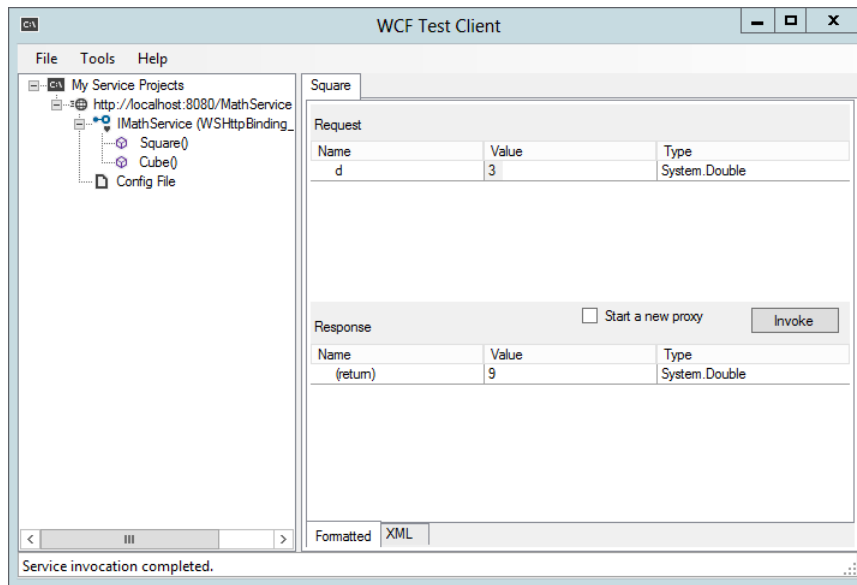 WCF Test Client
File Tools Help
My Service Projects
http://localhost:8080/MathService
IMathService (WSHttpBinding_
Square()
Cube()
Config File
Square
Request
Name Value Type
d 3 System.Double
Response
Start a new proxy
Invoke
Name Value Type
(return) 9 System.Double
Formatted XML
Service invocation completed.